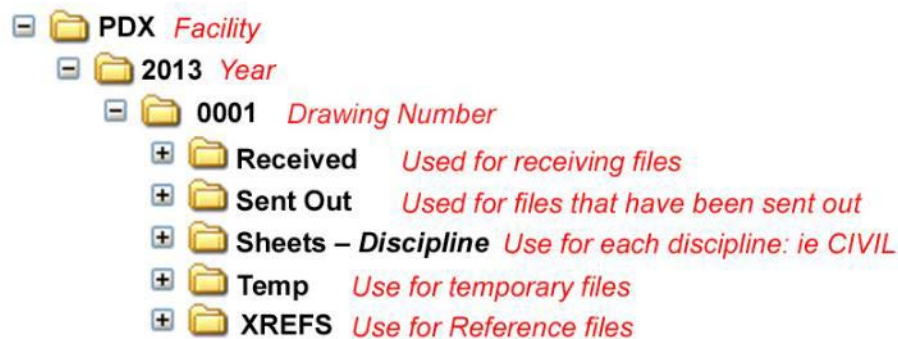 PDX Facility
2013 Year
0001 Drawing Number
Received Used for receiving files
Sent Out Used for files that have been sent out
Sheets – Discipline Use for each discipline: ie CIVIL
Temp Use for temporary files
XREFS Use for Reference files